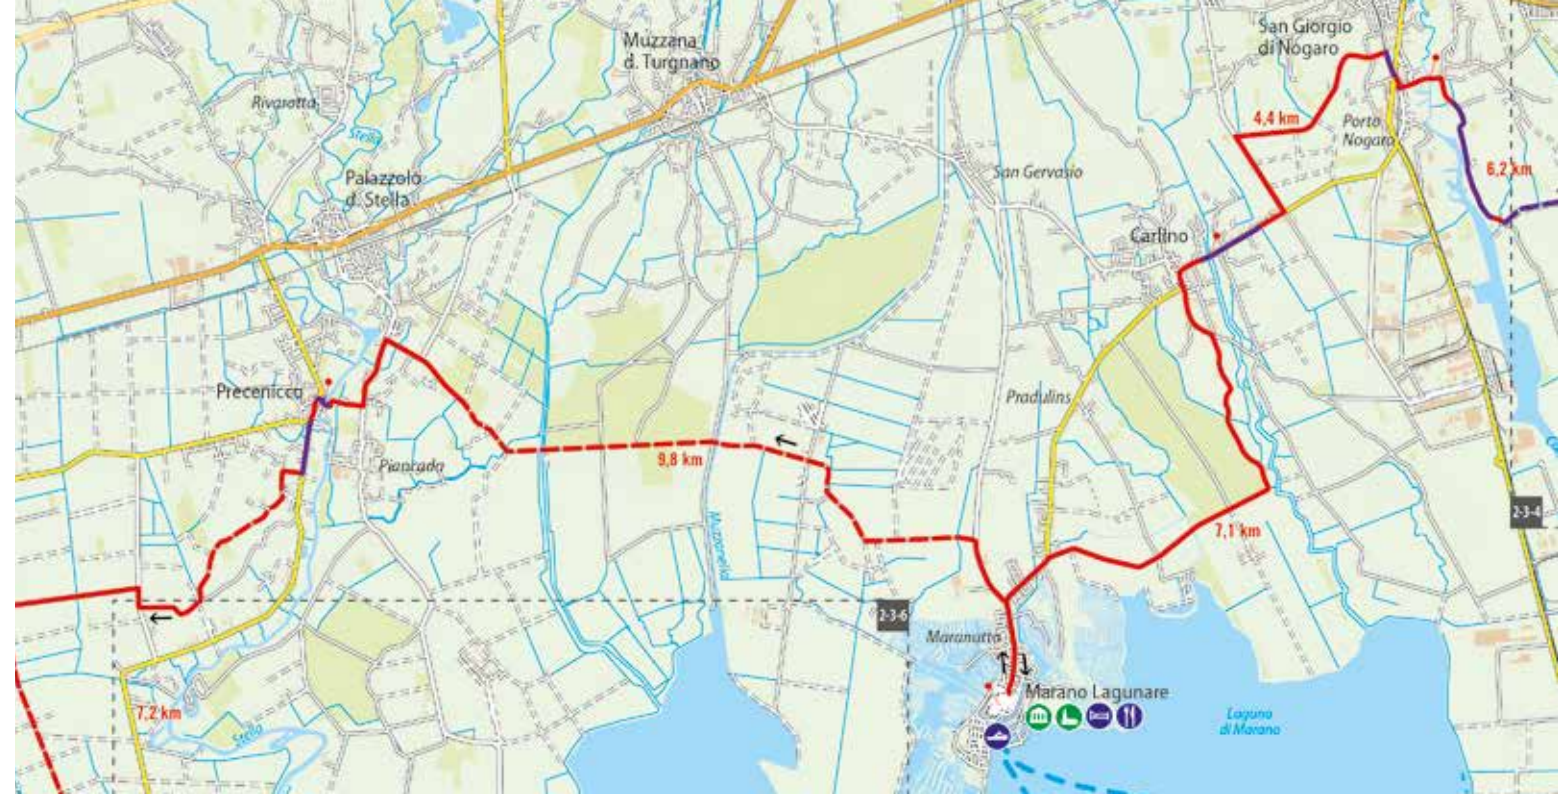 San Giorgio
di Nogaro
Muzzana
d. Turgnano
Rivarotta
Stella
4,4 km
Porto
Nogaro
6,2 km
San Gervasio
Palazzolo
d. Stella
Carlino
Precenicco
Pradulins
Piancada
9,8 km
2-3-4
7,1 km
Muzzanella
2-3-6
Maranutto
Marano Lagunare
7,2 km
Stella
Laguna
di Marano